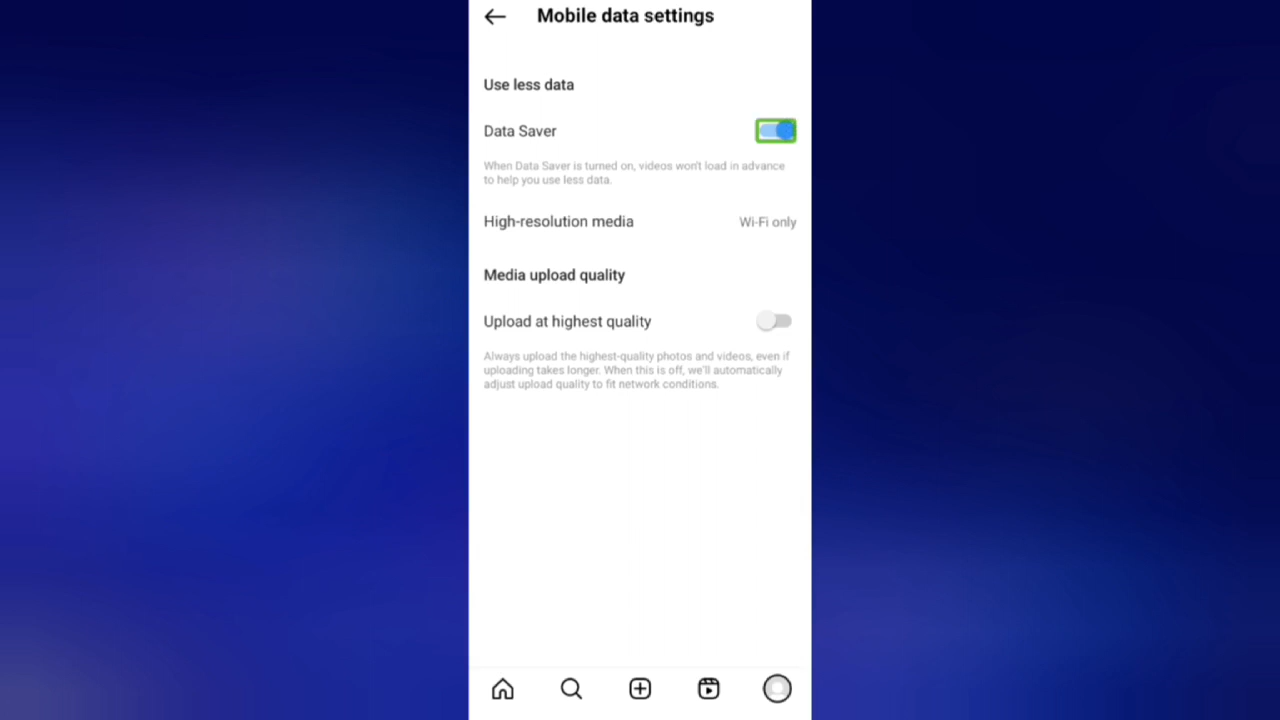 Mobile data settings
Use less data
Data Saver
When Data Saver is turned on, videos won't load in advance
to help you use less data.
High-resolution media Wi-Fi only
Media upload quality
Upload at highest quality
Always upload the highest-quality photos and videos, even if
uploading takes longer. When this is off, we'll automatically
adjust upload quality to fit network conditions.